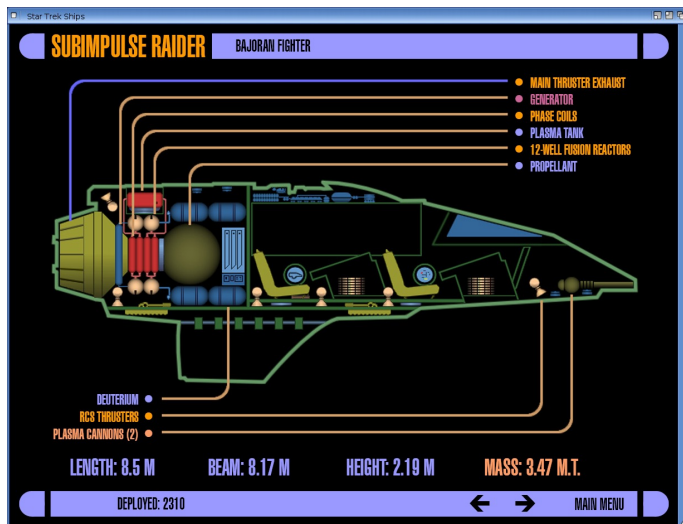 Star Trek Ships
SUBIMPULSE RAIDER
BAJORAN FIGHTER
MAIN THRUSTER EXHAUST
GENERATOR
PHASE COILS
PLASMA TANK
12-WELL FUSION REACTORS
PROPELLANT
DEUTERIUM
RCS THRUSTERS
PLASMA CANNONS (2)
LENGTH: 8.5 M
BEAM: 8.17 M
HEIGHT: 2.19 M
MASS: 3.47 M.T.
DEPLOYED: 2310
MAIN MENU